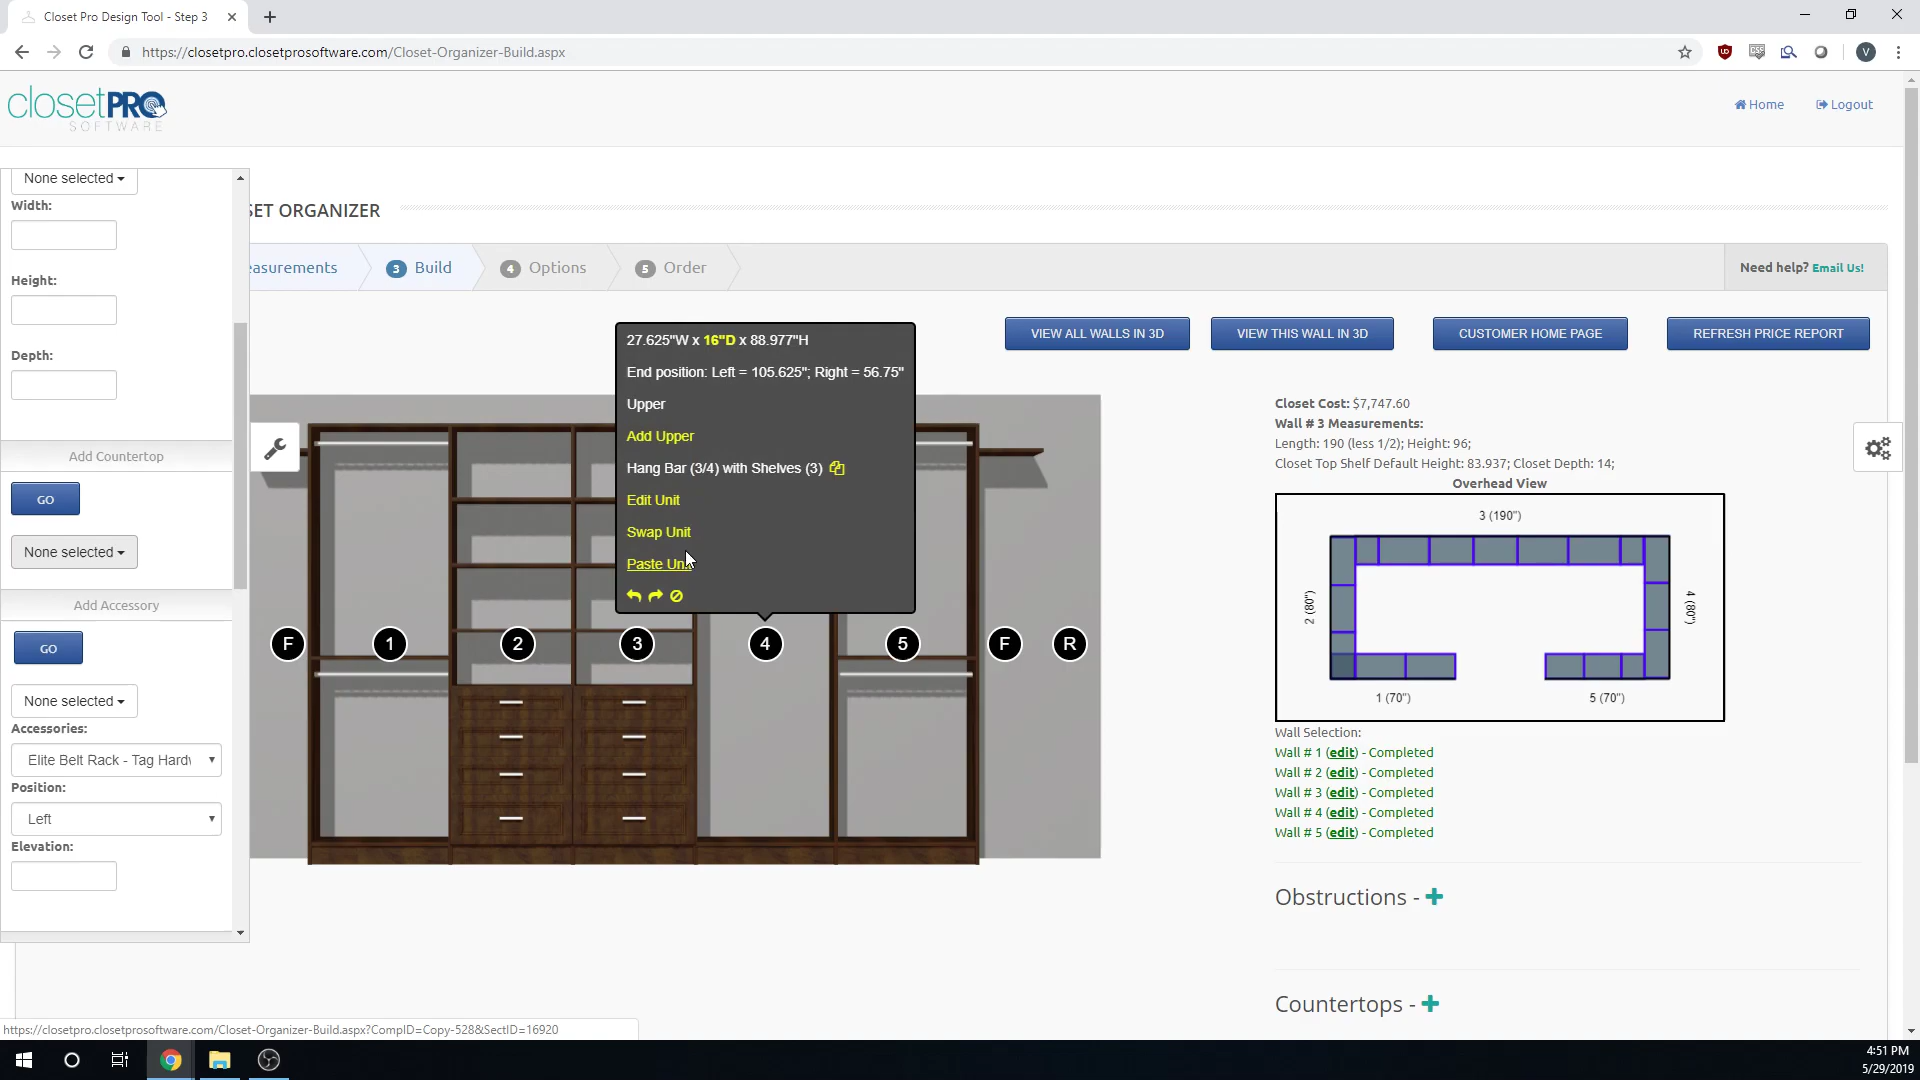 Closet Pro Design Tool - Step 3
https://closetpro.closetprosoftware.com/Closet-Organizer-Build.aspx
V
closetPRO
SOFTWARE
Home
Logout
None selected
Width:
Height:
Depth:
Add Countertop
GO
None selected
Add Accessory
GO
None selected
Accessories:
Elite Belt Rack - Tag Hardw
Position:
Left
Elevation:
SET ORGANIZER
easurements
3 Build
4 Options
5 Order
Need help? Email Us!
VIEW ALL WALLS IN 3D
VIEW THIS WALL IN 3D
CUSTOMER HOME PAGE
REFRESH PRICE REPORT
27.625"W x 16"D x 88.977"H
End position: Left = 105.625"; Right = 56.75"
Upper
Add Upper
Hang Bar (3/4) with Shelves (3)
Edit Unit
Swap Unit
Paste Unit
F 1 2 3 4 5 F R
Closet Cost: $7,747.60
Wall # 3 Measurements:
Length: 190 (less 1/2); Height: 96;
Closet Top Shelf Default Height: 83.937; Closet Depth: 14;
Overhead View
3 (190")
2 (80")
4 (80")
1 (70")
5 (70")
Wall Selection:
Wall # 1 (edit) - Completed
Wall # 2 (edit) - Completed
Wall # 3 (edit) - Completed
Wall # 4 (edit) - Completed
Wall # 5 (edit) - Completed
Obstructions -
Countertops -
https://closetpro.closetprosoftware.com/Closet-Organizer-Build.aspx?CompID=Copy-528&SectID=16920
4:51 PM
5/29/2019